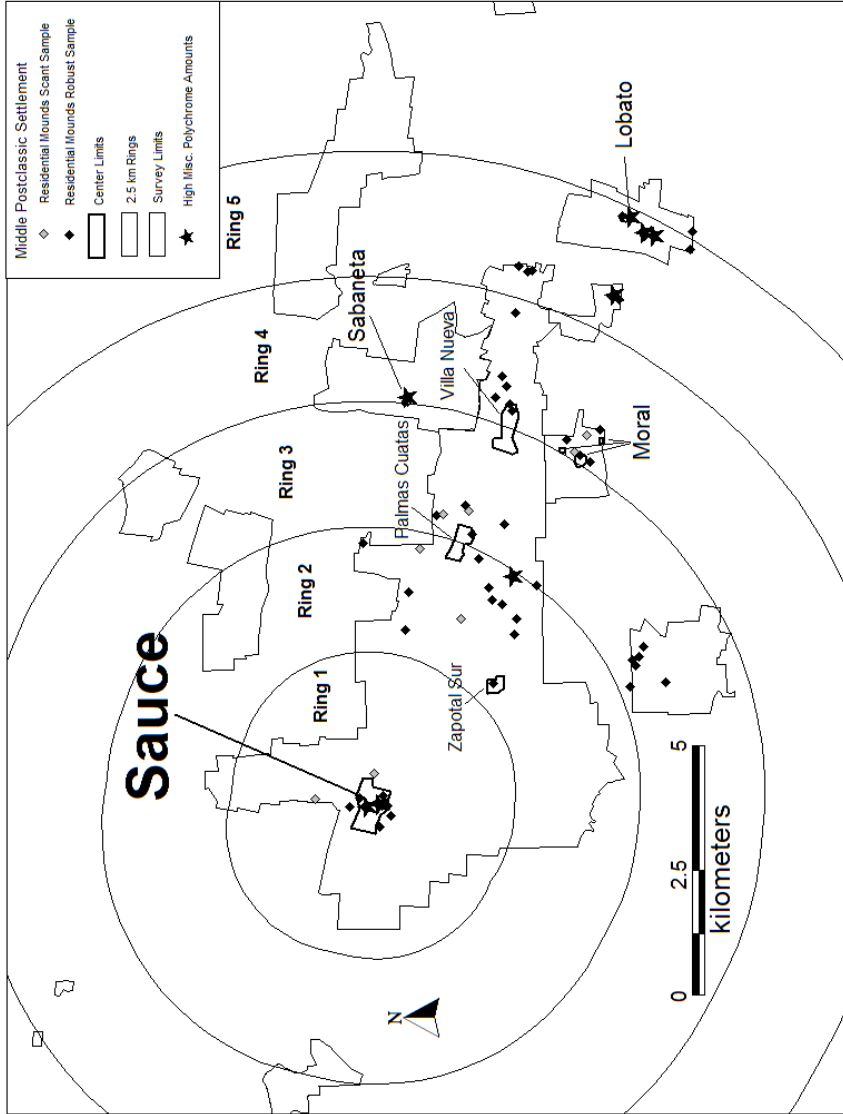 Middle Postclassic Settlement
Residential Mounds Scant Sample
Residential Mounds Robust Sample
Center Limits
2.5 km Rings
Survey Limits
High Misc. Polychrome Amounts
Sauce
Ring 1
Ring 2
Ring 3
Ring 4
Ring 5
Zapotal Sur
Palmas Cuatas
Villa Nueva
Sabaneta
Moral
Lobato
N
0 2.5 5
kilometers